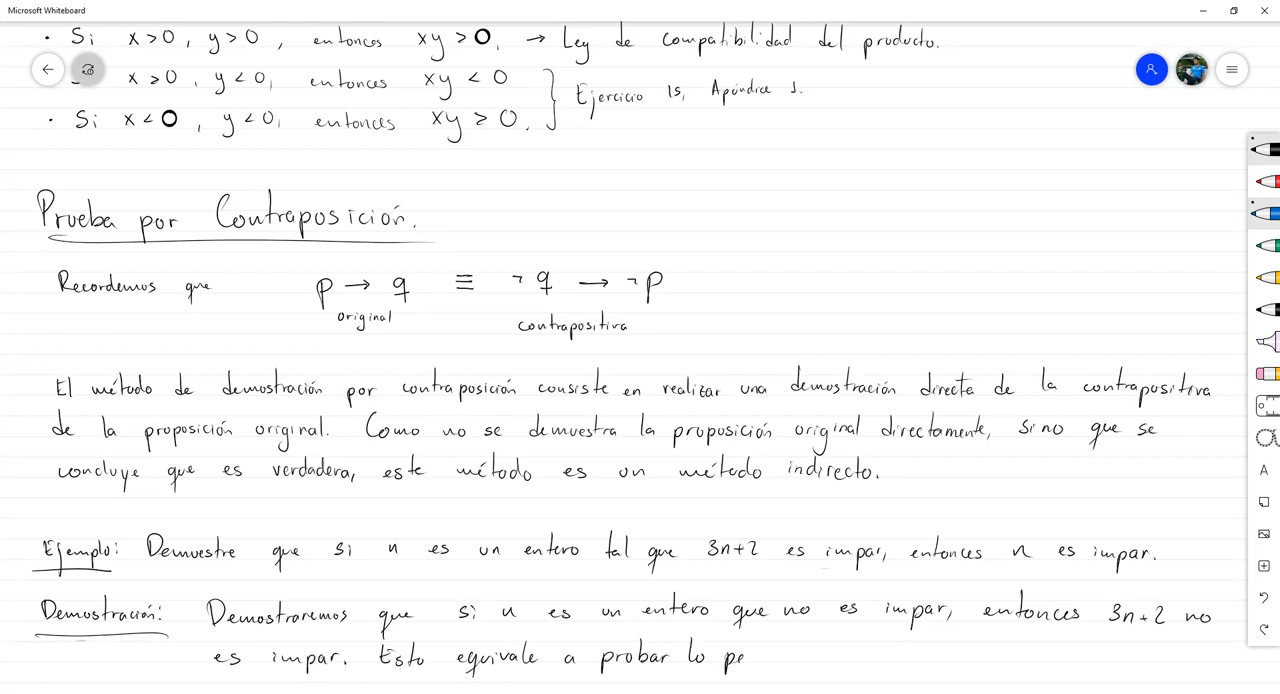 Microsoft Whiteboard
· Si x > 0 , y > 0 , entonces xy > 0. → Ley de compatibilidad del producto.
x > 0 , y < 0, entonces xy < 0
Ejercicio 15, Apéndice 1.
· Si x < 0 , y < 0, entonces xy > 0.
Prueba por Contraposición.
Recordemos que p → q ≡ ¬q → ¬p
original contrapositiva
El método de demostración por contraposición consiste en realizar una demostración directa de la contrapositiva
de la proposición original. Como no se demuestra la proposición original directamente, sino que se
concluye que es verdadera, este método es un método indirecto.
Ejemplo: Demuestre que si n es un entero tal que 3n+2 es impar, entonces n es impar.
Demostración: Demostraremos que si n es un entero que no es impar, entonces 3n+2 no
es impar. Esto equivale a probar lo pe
A